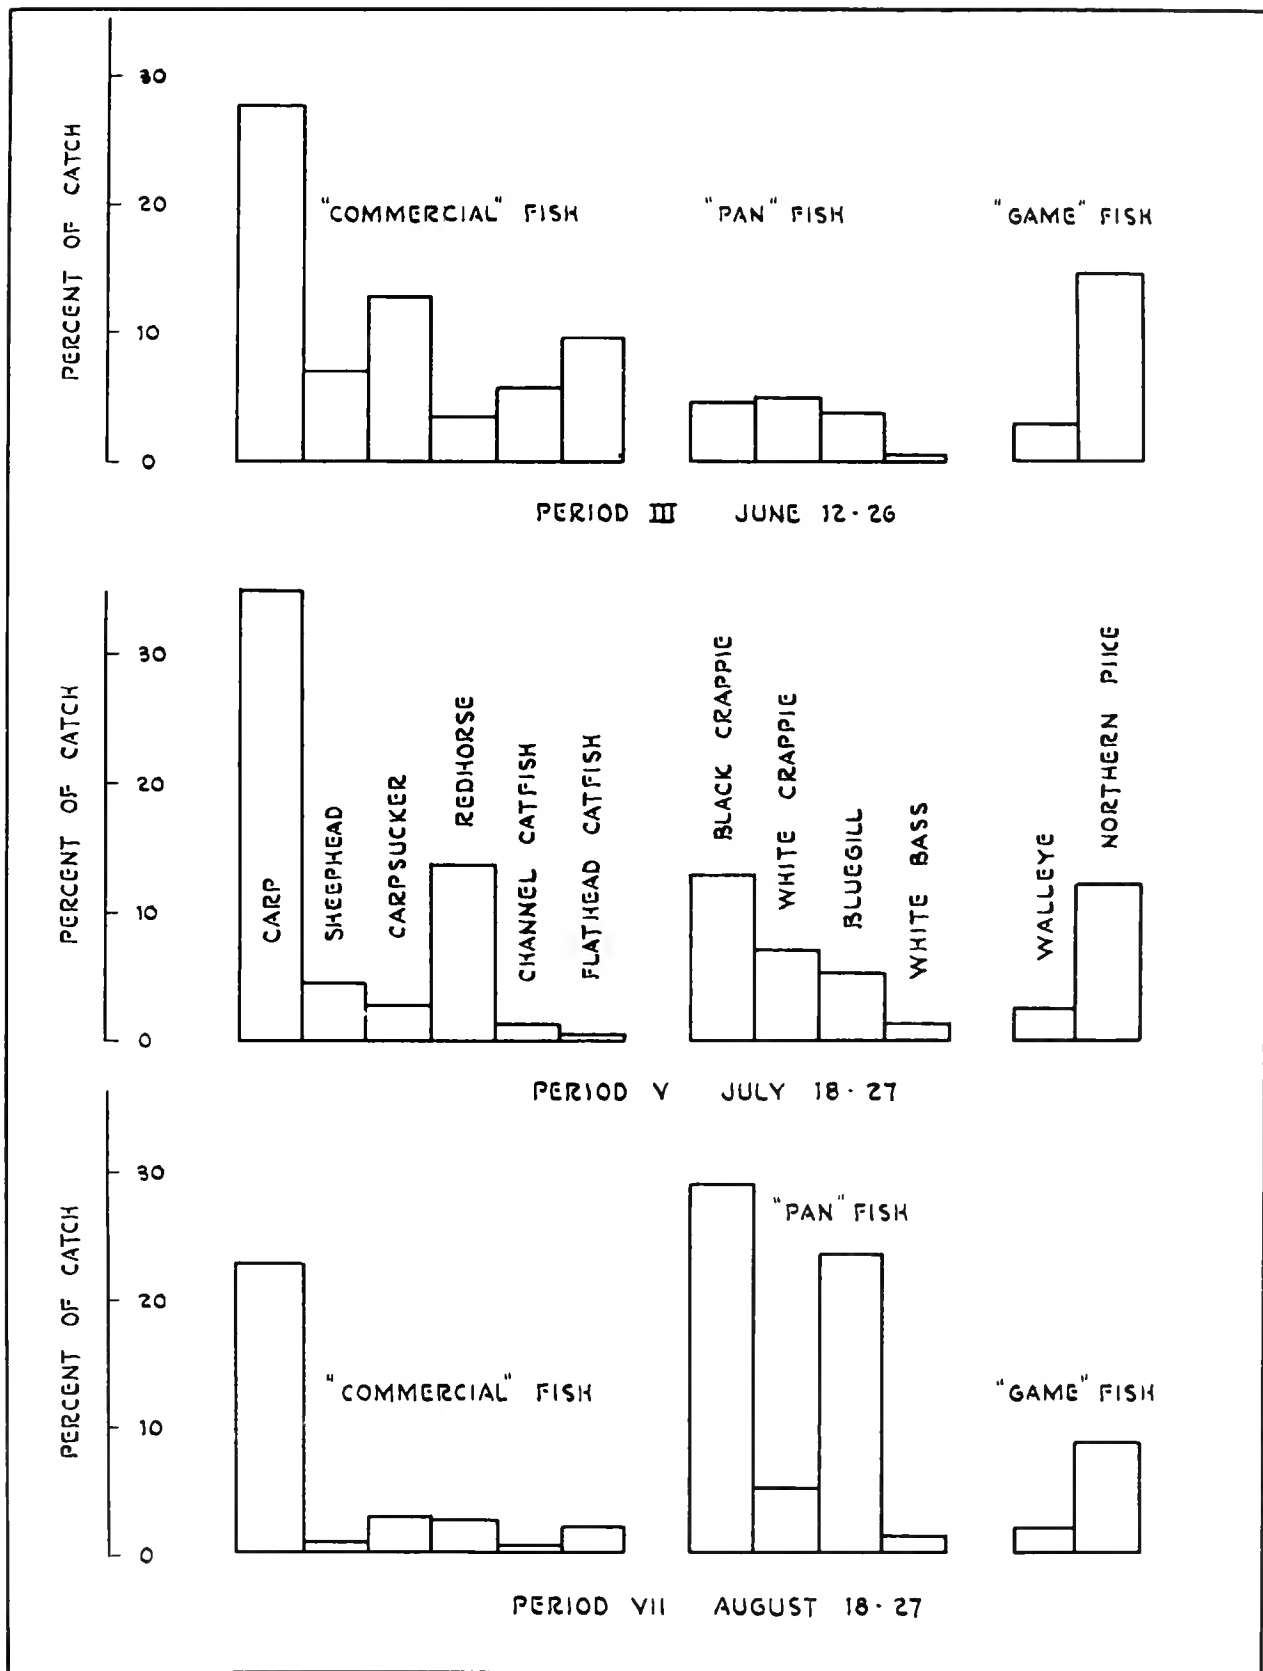 30
20
10
0
PERCENT OF CATCH
"COMMERCIAL" FISH
"PAN" FISH
"GAME" FISH
PERIOD III JUNE 12-26
30
20
10
0
PERCENT OF CATCH
CARP
SHEEPHEAD
CARPSUCKER
REDHORSE
CHANNEL CATFISH
FLATHEAD CATFISH
BLACK CRAPPIE
WHITE CRAPPIE
BLUEGILL
WHITE BASS
WALLEYE
NORTHERN PIKE
PERIOD V JULY 18-27
30
20
10
0
PERCENT OF CATCH
"COMMERCIAL" FISH
"PAN" FISH
"GAME" FISH
PERIOD VII AUGUST 18-27